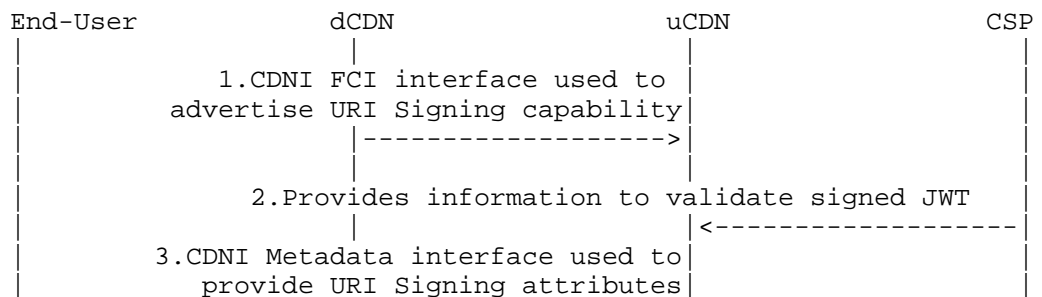 End-User dCDN uCDN CSP
| | | |
| 1.CDNI FCI interface used to | |
| advertise URI Signing capability| |
| |------------------->| |
| | | |
| 2.Provides information to validate signed JWT |
| | |<-------------------|
| 3.CDNI Metadata interface used to| |
| provide URI Signing attributes| |